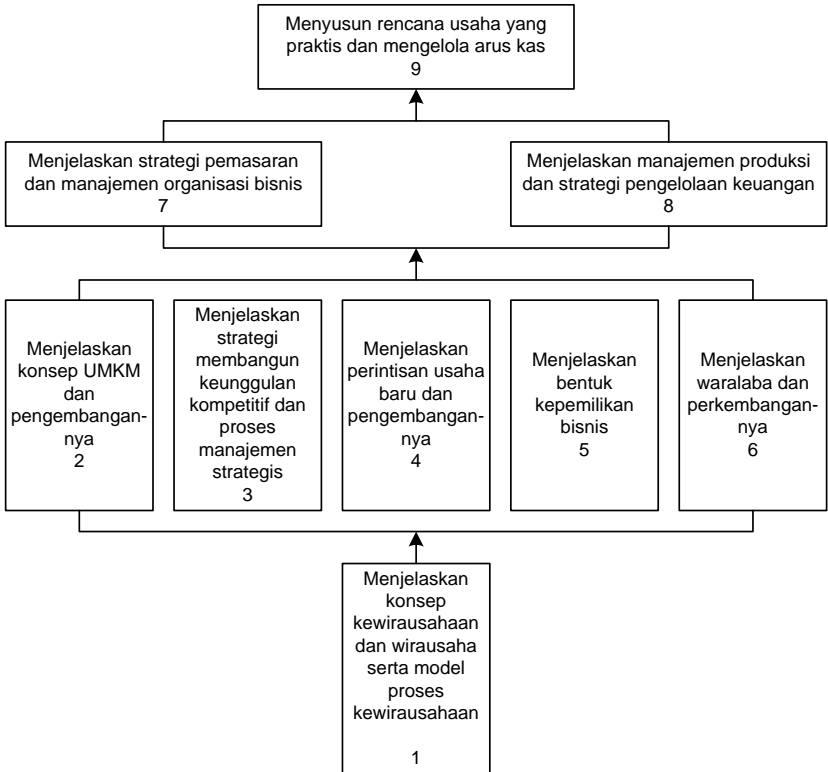 Menyusun rencana usaha yang
praktis dan mengelola arus kas
9
Menjelaskan strategi pemasaran
dan manajemen organisasi bisnis
7
Menjelaskan manajemen produksi
dan strategi pengelolaan keuangan
8
Menjelaskan
konsep UMKM
dan
pengembangan-
nya
2
Menjelaskan
strategi
membangun
keunggulan
kompetitif dan
proses
manajemen
strategis
3
Menjelaskan
perintisan usaha
baru dan
pengembangan-
nya
4
Menjelaskan
bentuk
kepemilikan
bisnis
5
Menjelaskan
waralaba dan
perkembangan-
nya
6
Menjelaskan
konsep
kewirausahaan
dan wirausaha
serta model
proses
kewirausahaan
1